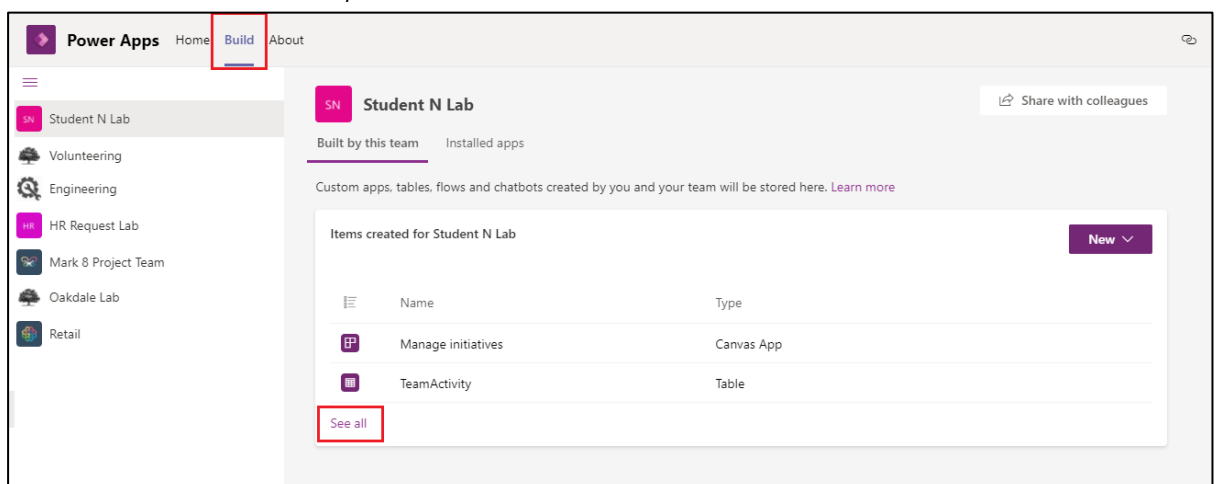 Power Apps Home Build About
SN Student N Lab
Volunteering
Engineering
HR HR Request Lab
Mark 8 Project Team
Oakdale Lab
Retail
SN Student N Lab
Share with colleagues
Built by this team Installed apps
Custom apps, tables, flows and chatbots created by you and your team will be stored here. Learn more
Items created for Student N Lab
New
Name Type
Manage initiatives Canvas App
TeamActivity Table
See all